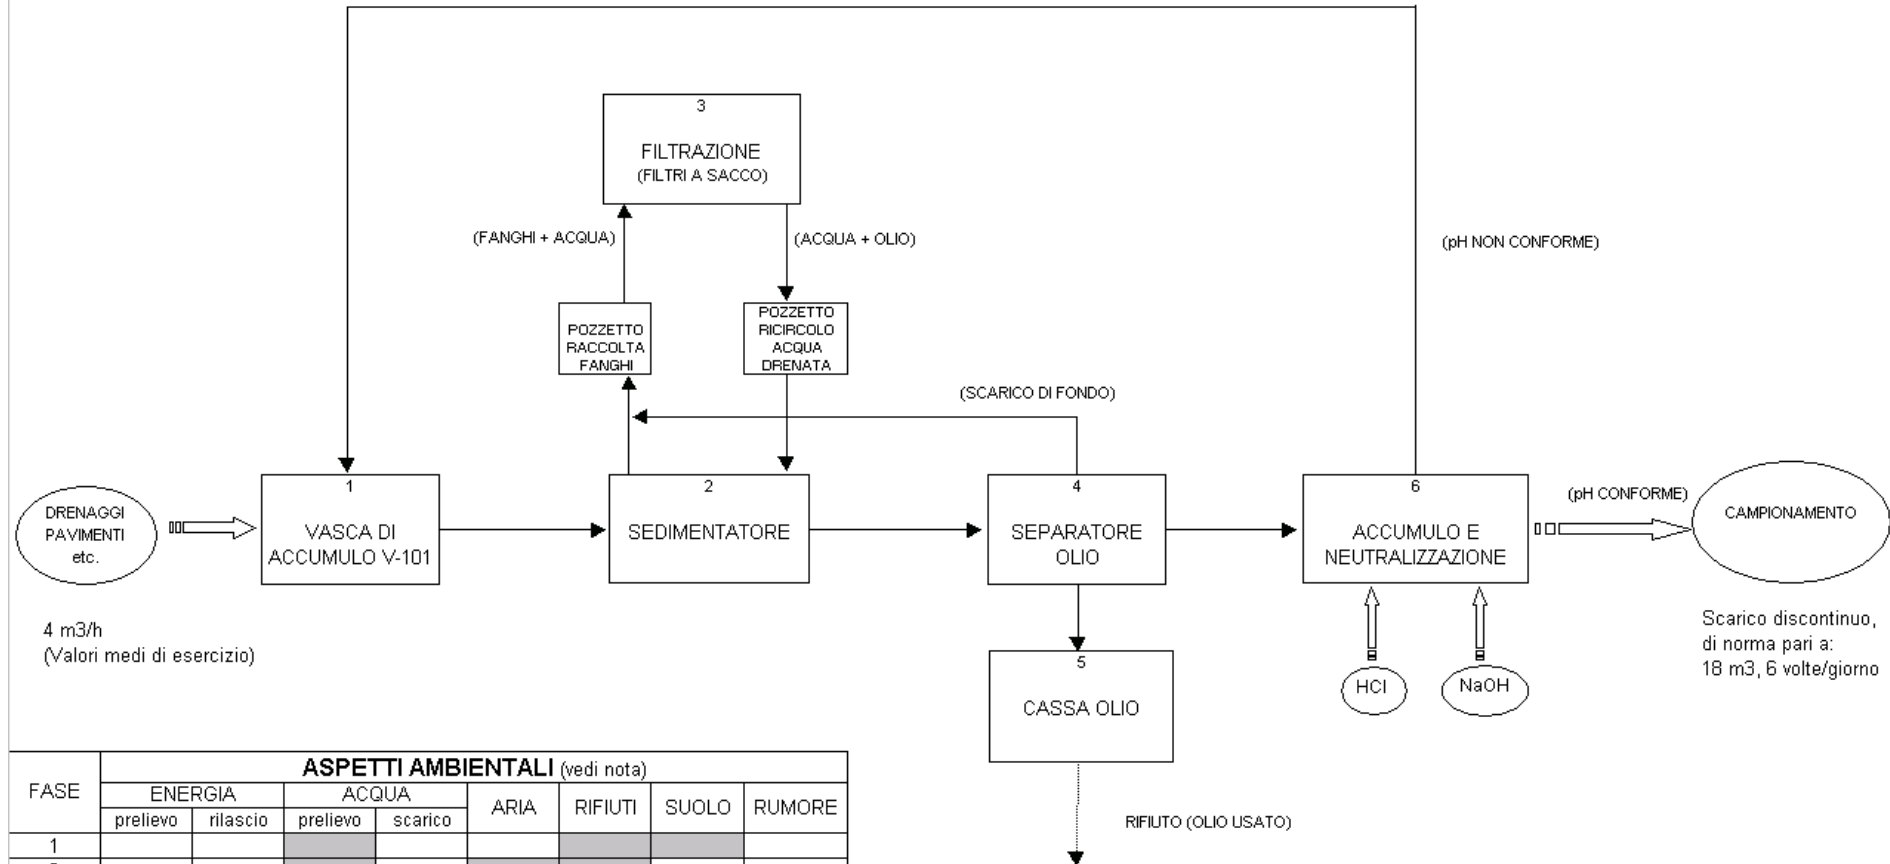 3
FILTRAZIONE
(FILTRI A SACCO)
(FANGHI + ACQUA)
(ACQUA + OLIO)
(pH NON CONFORME)
POZZETTO
RACCOLTA
FANGHI
POZZETTO
RICIRCOLO
ACQUA
DRENATA
(SCARICO DI FONDO)
DRENAGGI
PAVIMENTI
etc.
1
VASCA DI
ACCUMULO V-101
2
SEDIMENTATORE
4
SEPARATORE
OLIO
6
ACCUMULO E
NEUTRALIZZAZIONE
(pH CONFORME)
CAMPIONAMENTO
4 m3/h
(Valori medi di esercizio)
HCl
NaOH
Scarico discontinuo,
di norma pari a:
18 m3, 6 volte/giorno
5
CASSA OLIO
RIFIUTO (OLIO USATO)
FASE
ASPETTI AMBIENTALI (vedi nota)
ENERGIA
ACQUA
ARIA
RIFIUTI
SUOLO
RUMORE
prelievo
rilascio
prelievo
scarico
1